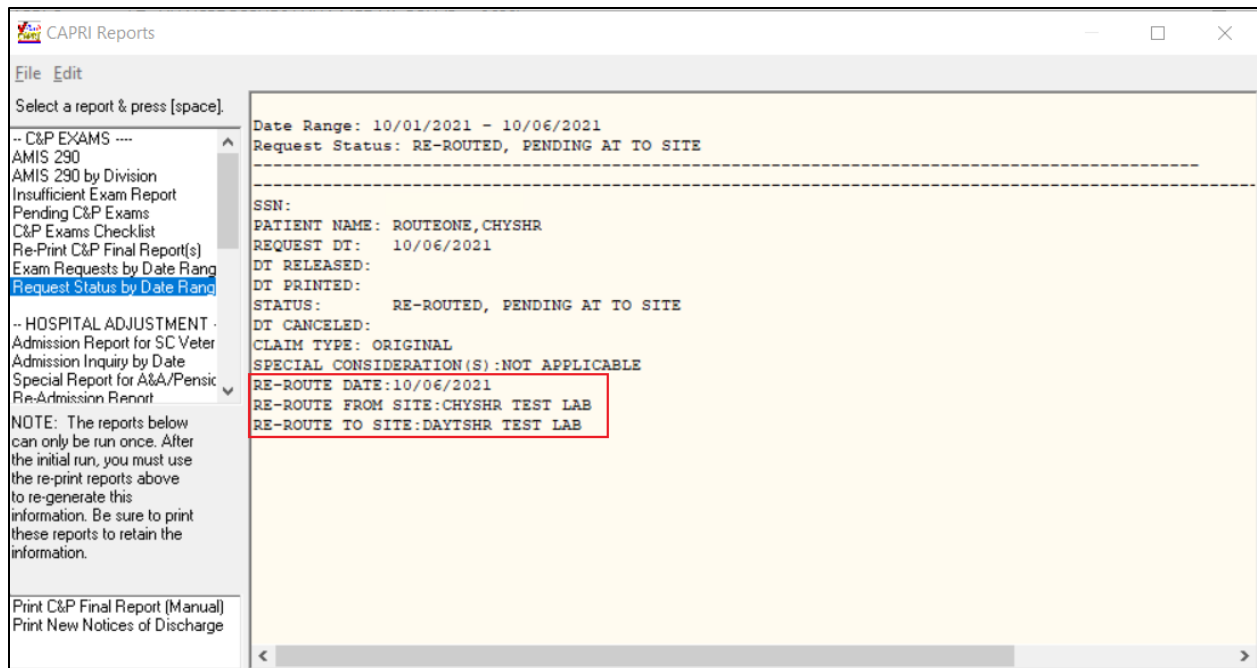 CAPRI Reports
File Edit
Select a report & press [space].
-- C&P EXAMS ----
AMIS 290
AMIS 290 by Division
Insufficient Exam Report
Pending C&P Exams
C&P Exams Checklist
Re-Print C&P Final Report(s)
Exam Requests by Date Rang
Request Status by Date Rang
-- HOSPITAL ADJUSTMENT -
Admission Report for SC Veter
Admission Inquiry by Date
Special Report for A&A/Pensic
Re-Admission Report
NOTE: The reports below
can only be run once. After
the initial run, you must use
the re-print reports above
to re-generate this
information. Be sure to print
these reports to retain the
information.
Print C&P Final Report (Manual)
Print New Notices of Discharge
Date Range: 10/01/2021 - 10/06/2021
Request Status: RE-ROUTED, PENDING AT TO SITE
SSN:
PATIENT NAME: ROUTEONE,CHYSHR
REQUEST DT: 10/06/2021
DT RELEASED:
DT PRINTED:
STATUS: RE-ROUTED, PENDING AT TO SITE
DT CANCELED:
CLAIM TYPE: ORIGINAL
SPECIAL CONSIDERATION(S):NOT APPLICABLE
RE-ROUTE DATE:10/06/2021
RE-ROUTE FROM SITE:CHYSHR TEST LAB
RE-ROUTE TO SITE:DAYTSHR TEST LAB